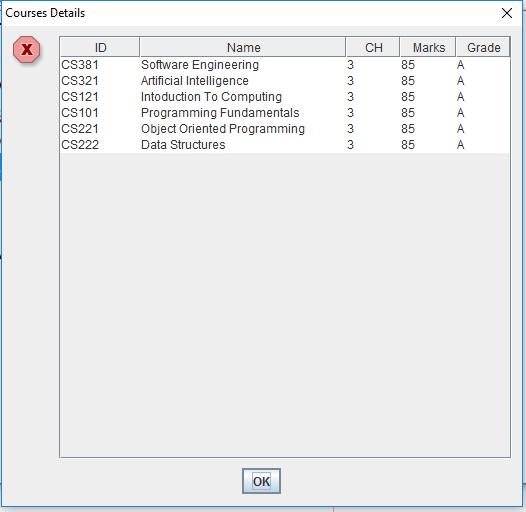 Courses Details
ID Name CH Marks Grade
CS381 Software Engineering 3 85 A
CS321 Artificial Intelligence 3 85 A
CS121 Intoduction To Computing 3 85 A
CS101 Programming Fundamentals 3 85 A
CS221 Object Oriented Programming 3 85 A
CS222 Data Structures 3 85 A
OK